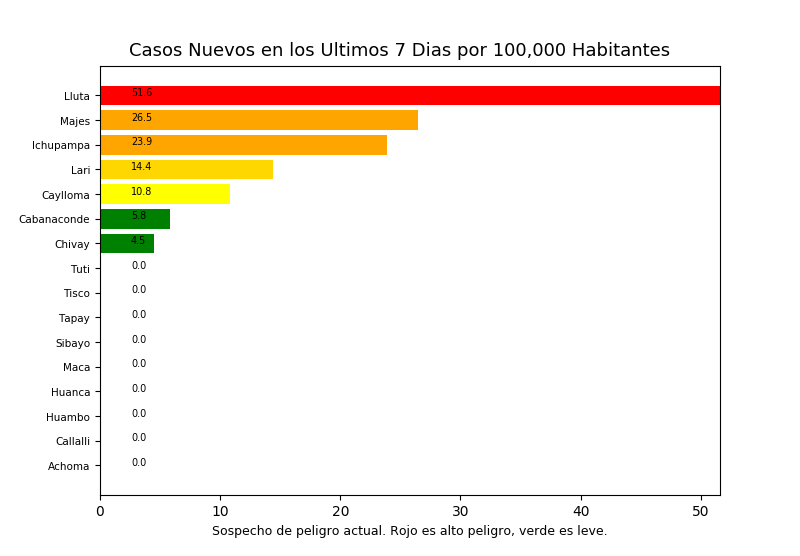 Casos Nuevos en los Ultimos 7 Dias por 100,000 Habitantes
Lluta 51.6
Majes 26.5
Ichupampa 23.9
Lari 14.4
Caylloma 10.8
Cabanaconde 5.8
Chivay 4.5
Tuti 0.0
Tisco 0.0
Tapay 0.0
Sibayo 0.0
Maca 0.0
Huanca 0.0
Huambo 0.0
Callalli 0.0
Achoma 0.0
0 10 20 30 40 50
Sospecho de peligro actual. Rojo es alto peligro, verde es leve.